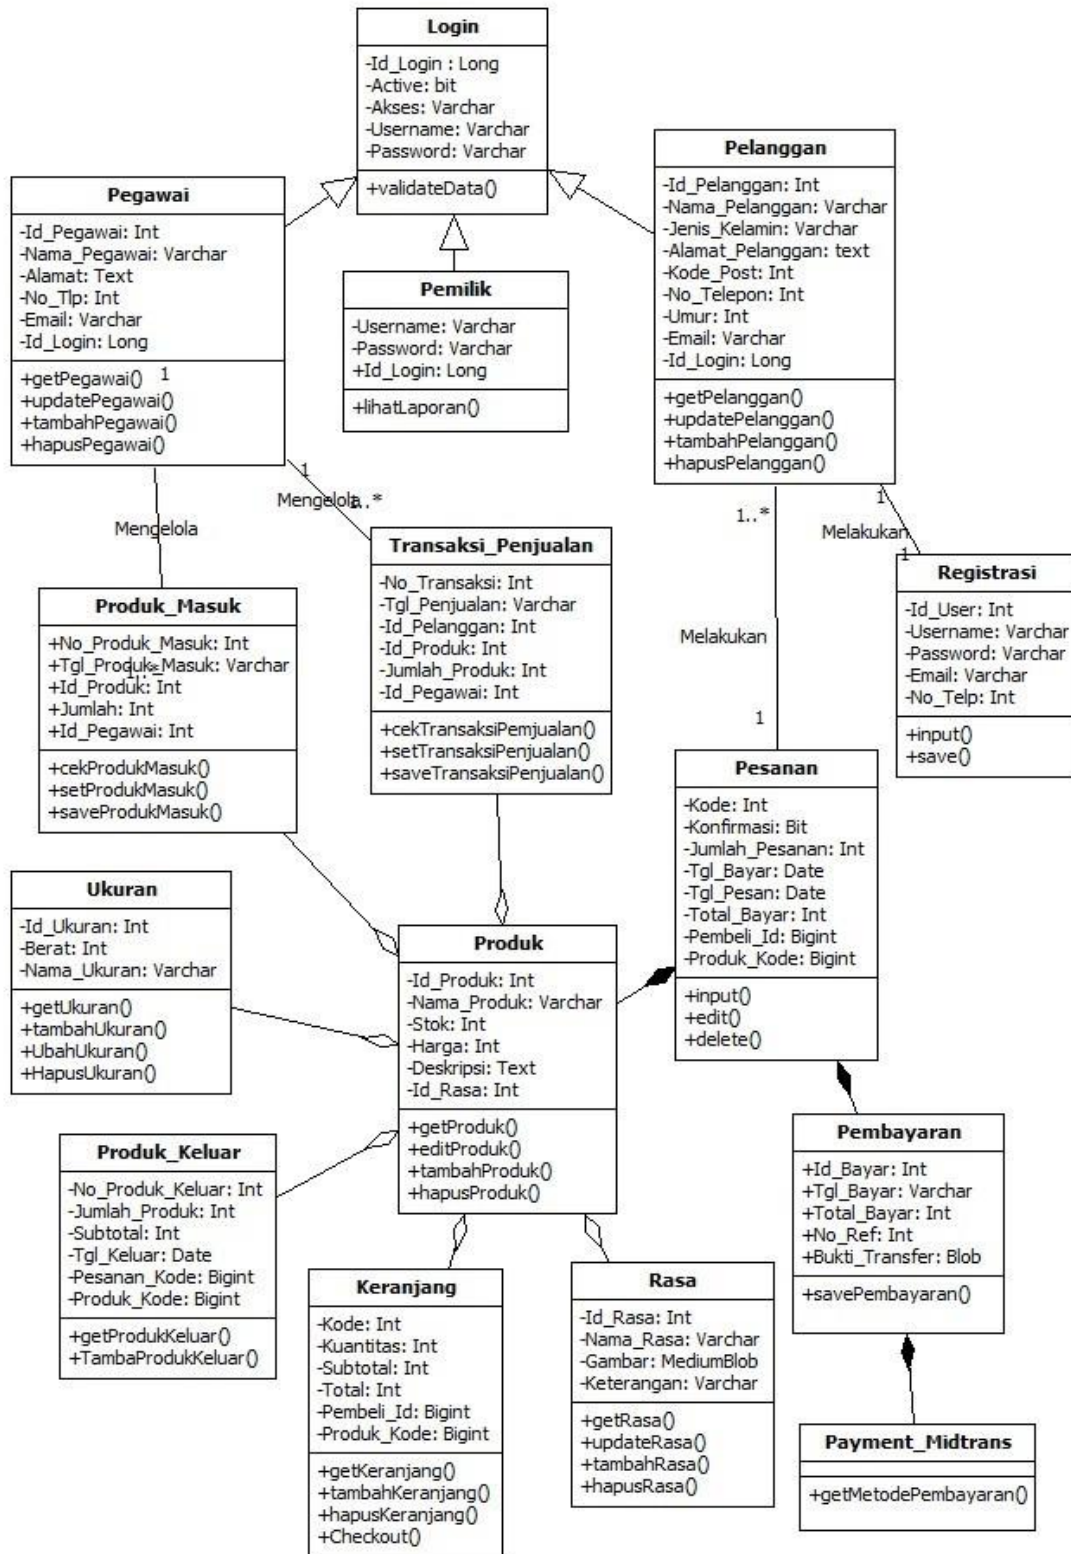 Login
-Id_Login : Long
-Active: bit
-Akses: Varchar
-Username: Varchar
-Password: Varchar
+validateData()
Pegawai
-Id_Pegawai: Int
-Nama_Pegawai: Varchar
-Alamat: Text
-No_Tlp: Int
-Email: Varchar
-Id_Login: Long
+getPegawai()
+updatePegawai()
+tambahPegawai()
+hapusPegawai()
1
Pemilik
-Username: Varchar
-Password: Varchar
+Id_Login: Long
+lihatLaporan()
Pelanggan
-Id_Pelanggan: Int
-Nama_Pelanggan: Varchar
-Jenis_Kelamin: Varchar
-Alamat_Pelanggan: text
-Kode_Post: Int
-No_Telepon: Int
-Umur: Int
-Email: Varchar
-Id_Login: Long
+getPelanggan()
+updatePelanggan()
+tambahPelanggan()
+hapusPelanggan()
1
Mengelola
1..*
Mengelola
1..*
Melakukan
1
1
Melakukan
1
Transaksi_Penjualan
-No_Transaksi: Int
-Tgl_Penjualan: Varchar
-Id_Pelanggan: Int
-Id_Produk: Int
-Jumlah_Produk: Int
-Id_Pegawai: Int
+cekTransaksiPemjualan()
+setTransaksiPenjualan()
+saveTransaksiPenjualan()
Registrasi
-Id_User: Int
-Username: Varchar
-Password: Varchar
-Email: Varchar
-No_Telp: Int
+input()
+save()
Produk_Masuk
+No_Produk_Masuk: Int
+Tgl_Produk_Masuk: Varchar
1..*
+Id_Produk: Int
+Jumlah: Int
+Id_Pegawai: Int
+cekProdukMasuk()
+setProdukMasuk()
+saveProdukMasuk()
Pesanan
-Kode: Int
-Konfirmasi: Bit
-Jumlah_Pesanan: Int
-Tgl_Bayar: Date
-Tgl_Pesan: Date
-Total_Bayar: Int
-Pembeli_Id: Bigint
-Produk_Kode: Bigint
+input()
+edit()
+delete()
Ukuran
-Id_Ukuran: Int
-Berat: Int
-Nama_Ukuran: Varchar
+getUkuran()
+tambahUkuran()
+UbahUkuran()
+HapusUkuran()
Produk
-Id_Produk: Int
-Nama_Produk: Varchar
-Stok: Int
-Harga: Int
-Deskripsi: Text
-Id_Rasa: Int
+getProduk()
+editProduk()
+tambahProduk()
+hapusProduk()
Pembayaran
+Id_Bayar: Int
+Tgl_Bayar: Varchar
+Total_Bayar: Int
+No_Ref: Int
+Bukti_Transfer: Blob
+savePembayaran()
Produk_Keluar
-No_Produk_Keluar: Int
-Jumlah_Produk: Int
-Subtotal: Int
-Tgl_Keluar: Date
-Pesanan_Kode: Bigint
-Produk_Kode: Bigint
+getProdukKeluar()
+TambaProdukKeluar()
Keranjang
-Kode: Int
-Kuantitas: Int
-Subtotal: Int
-Total: Int
-Pembeli_Id: Bigint
-Produk_Kode: Bigint
+getKeranjang()
+tambahKeranjang()
+hapusKeranjang()
+Checkout()
Rasa
-Id_Rasa: Int
-Nama_Rasa: Varchar
-Gambar: MediumBlob
-Keterangan: Varchar
+getRasa()
+updateRasa()
+tambahRasa()
+hapusRasa()
Payment_Midtrans
+getMetodePembayaran()